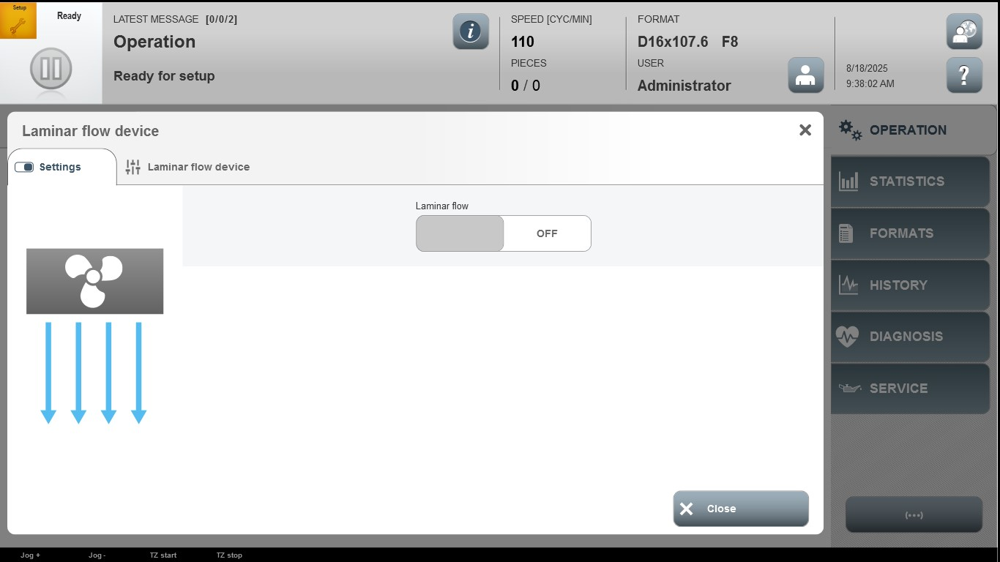 Setup
Ready
LATEST MESSAGE [0/0/2]
Operation
Ready for setup
i
SPEED [CYC/MIN]
110
PIECES
0 / 0
FORMAT
D16x107.6 F8
USER
Administrator
8/18/2025
9:38:02 AM
?
Laminar flow device
Settings
Laminar flow device
Laminar flow
OFF
Close
OPERATION
STATISTICS
FORMATS
HISTORY
DIAGNOSIS
SERVICE
(•••)
Jog + Jog - TZ start TZ stop